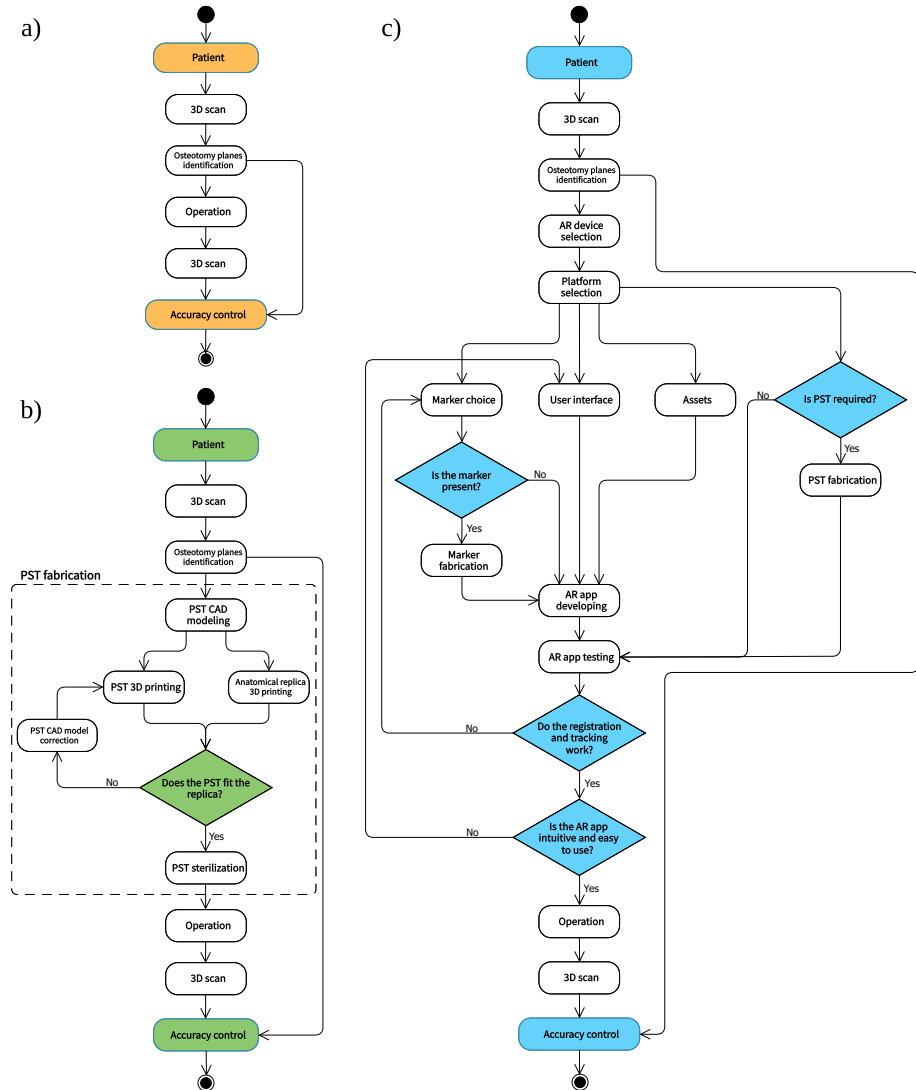 a)
Patient
3D scan
Osteotomy planes
identification
Operation
3D scan
Accuracy control
b)
Patient
3D scan
Osteotomy planes
identification
PST fabrication
PST CAD
modeling
PST 3D printing
Anatomical replica
3D printing
PST CAD model
correction
Does the PST fit the
replica?
No
Yes
PST sterilization
Operation
3D scan
Accuracy control
c)
Patient
3D scan
Osteotomy planes
identification
AR device
selection
Platform
selection
Marker choice
User interface
Assets
Is PST required?
No
Yes
PST fabrication
Is the marker
present?
No
Yes
Marker
fabrication
AR app
developing
AR app testing
Do the registration
and tracking
work?
No
Yes
Is the AR app
intuitive and easy
to use?
No
Yes
Operation
3D scan
Accuracy control